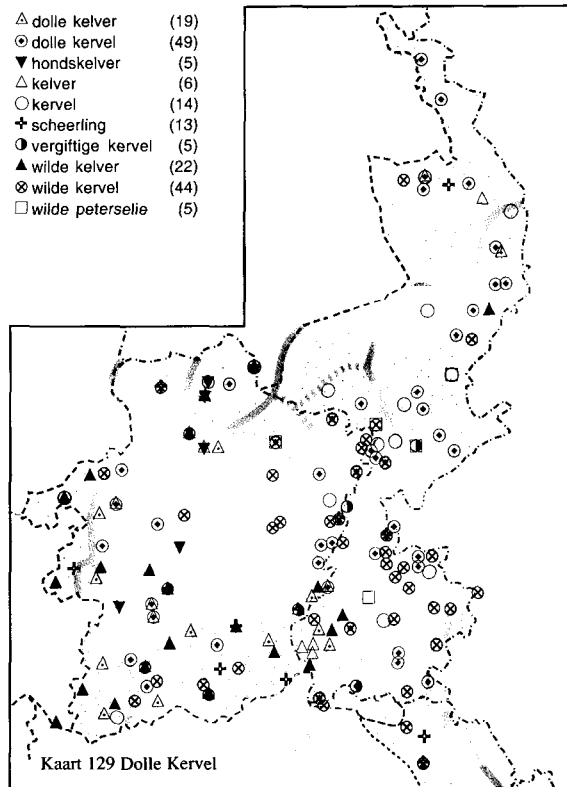 dolle kelver (19)
dolle kervel (49)
hondskelver (5)
kelver (6)
kervel (14)
scheerling (13)
vergiftige kervel (5)
wilde kelver (22)
wilde kervel (44)
wilde peterselie (5)
Kaart 129 Dolle Kervel